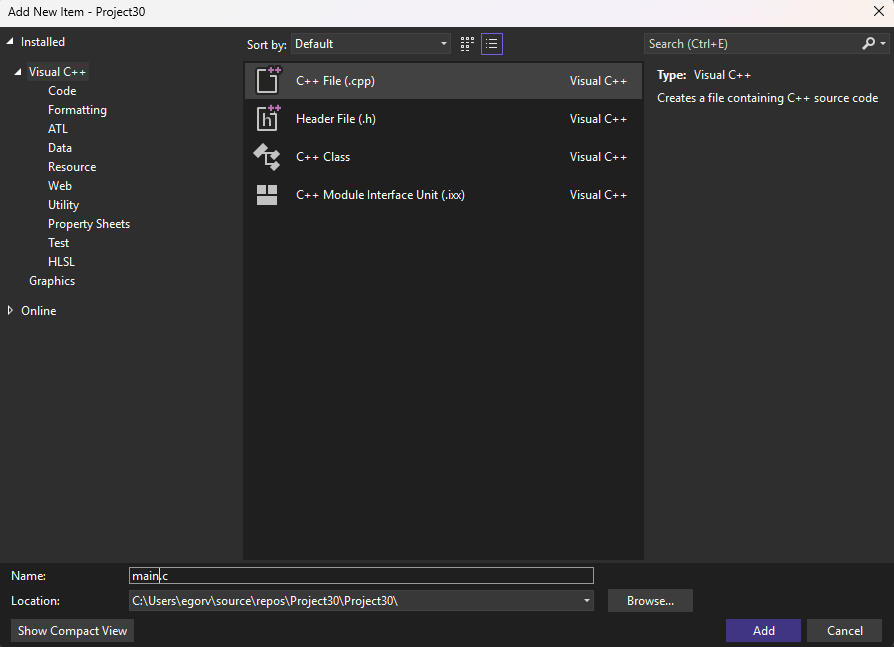 Add New Item - Project30
Installed
Visual C++
Code
Formatting
ATL
Data
Resource
Web
Utility
Property Sheets
Test
HLSL
Graphics
Online
Sort by: Default
C++ File (.cpp) Visual C++
Header File (.h) Visual C++
C++ Class Visual C++
C++ Module Interface Unit (.ixx) Visual C++
Search (Ctrl+E)
Type: Visual C++
Creates a file containing C++ source code
Name: main.c
Location: C:\Users\egorv\source\repos\Project30\Project30\ Browse...
Show Compact View Add Cancel